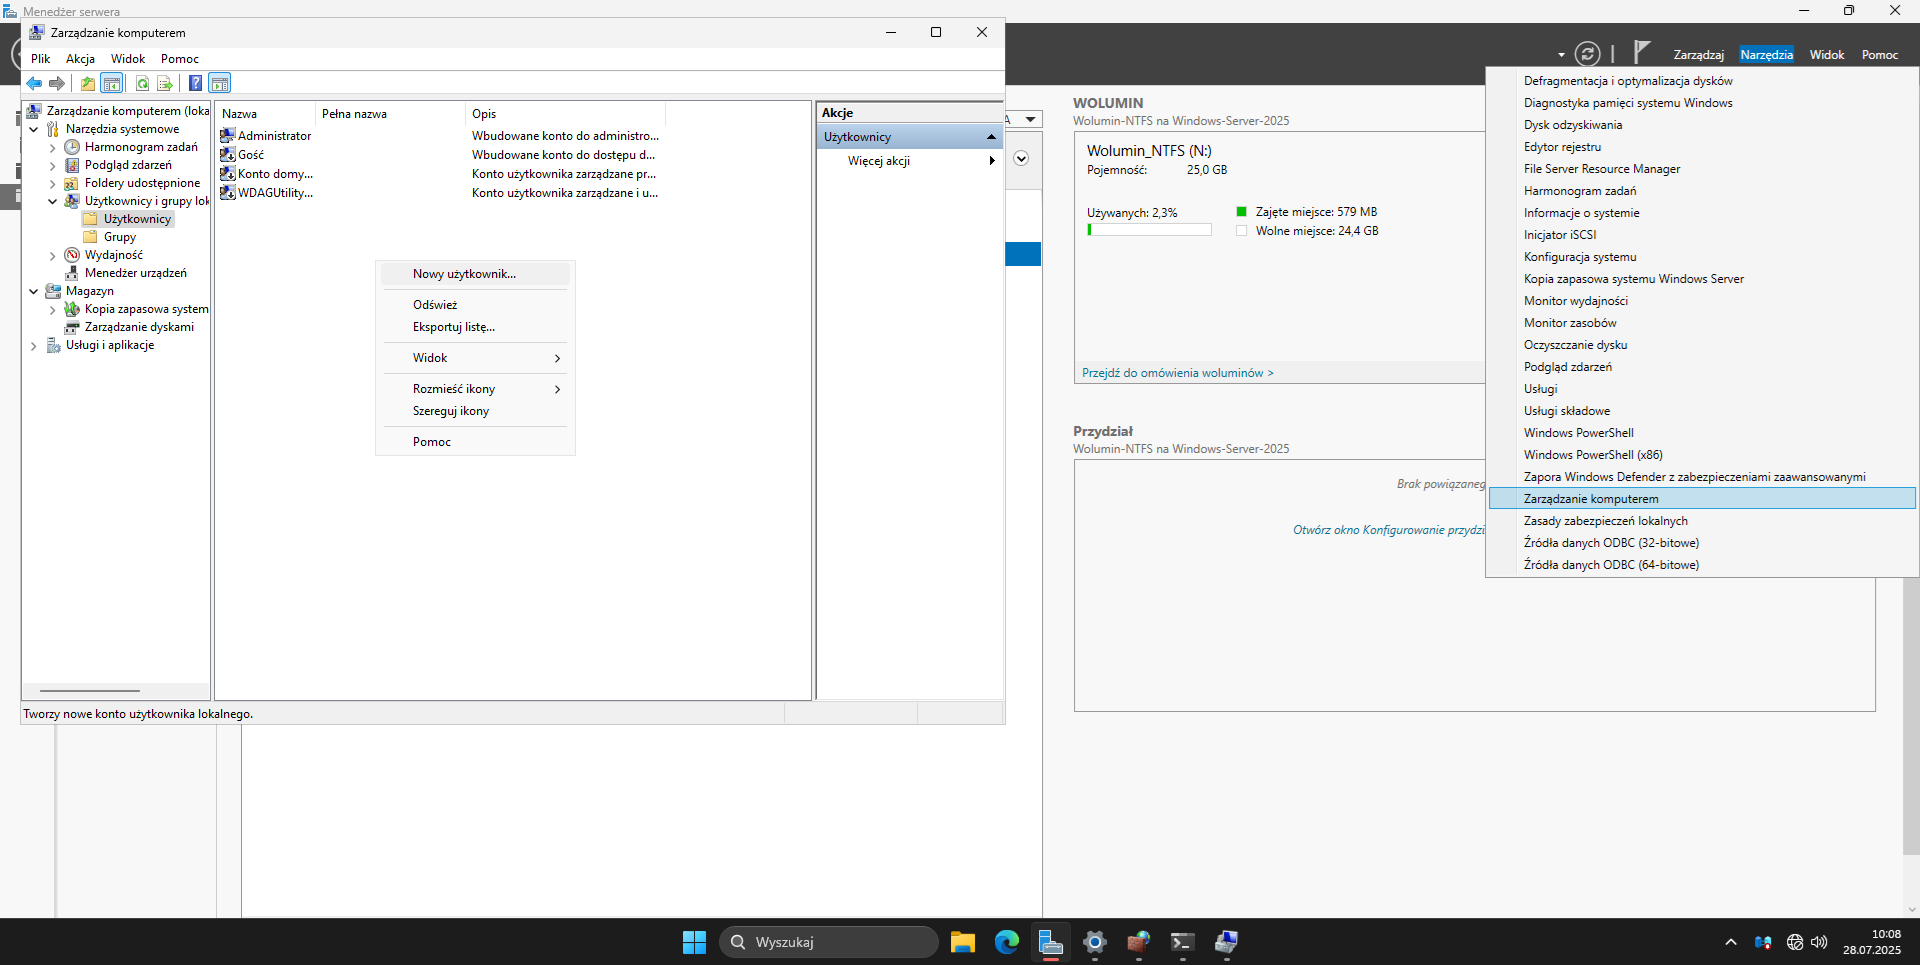 Menedżer serwera
Zarządzanie komputerem
Plik Akcja Widok Pomoc
Zarządzanie komputerem (loka
Narzędzia systemowe
Harmonogram zadań
Podgląd zdarzeń
Foldery udostępnione
Użytkownicy i grupy lok
Użytkownicy
Grupy
Wydajność
Menedżer urządzeń
Magazyn
Kopia zapasowa system
Zarządzanie dyskami
Usługi i aplikacje
Nazwa Pełna nazwa Opis
Administrator Wbudowane konto do administro...
Gość Wbudowane konto do dostępu d...
Konto domy... Konto użytkownika zarządzane pr...
WDAGUtility... Konto użytkownika zarządzane i u...
Nowy użytkownik...
Odśwież
Eksportuj listę...
Widok
Rozmieść ikony
Szereguj ikony
Pomoc
Akcje
Użytkownicy
Więcej akcji
Tworzy nowe konto użytkownika lokalnego.
Zarządzaj Narzędzia Widok Pomoc
WOLUMIN
Wolumin-NTFS na Windows-Server-2025
Wolumin_NTFS (N:)
Pojemność: 25,0 GB
Używanych: 2,3%
Zajęte miejsce: 579 MB
Wolne miejsce: 24,4 GB
Przejdź do omówienia woluminów >
Przydział
Wolumin-NTFS na Windows-Server-2025
Brak powiązaneg
Otwórz okno Konfigurowanie przydzi
Defragmentacja i optymalizacja dysków
Diagnostyka pamięci systemu Windows
Dysk odzyskiwania
Edytor rejestru
File Server Resource Manager
Harmonogram zadań
Informacje o systemie
Inicjator iSCSI
Konfiguracja systemu
Kopia zapasowa systemu Windows Server
Monitor wydajności
Monitor zasobów
Oczyszczanie dysku
Podgląd zdarzeń
Usługi
Usługi składowe
Windows PowerShell
Windows PowerShell (x86)
Zapora Windows Defender z zabezpieczeniami zaawansowanymi
Zarządzanie komputerem
Zasady zabezpieczeń lokalnych
Źródła danych ODBC (32-bitowe)
Źródła danych ODBC (64-bitowe)
Wyszukaj
10:08
28.07.2025